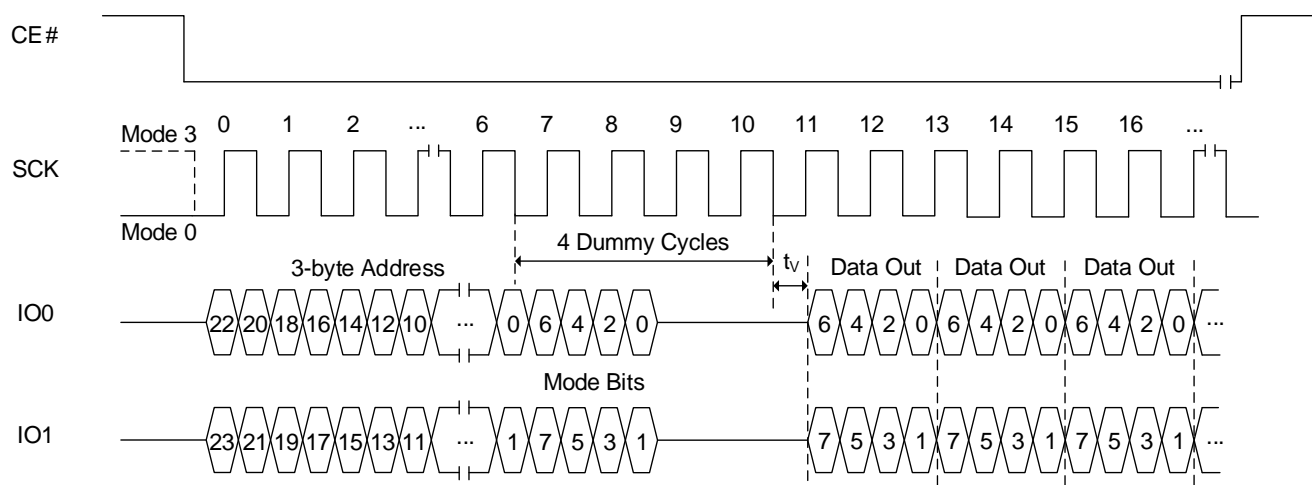 CE#
Mode 3 0 1 2 ... 6 7 8 9 10 11 12 13 14 15 16 ...
SCK
Mode 0
4 Dummy Cycles
3-byte Address tV Data Out Data Out Data Out
IO0 22 20 18 16 14 12 10 ... 0 6 4 2 0 6 4 2 0 6 4 2 0 6 4 2 0 ...
Mode Bits
IO1 23 21 19 17 15 13 11 ... 1 7 5 3 1 7 5 3 1 7 5 3 1 7 5 3 1 ...